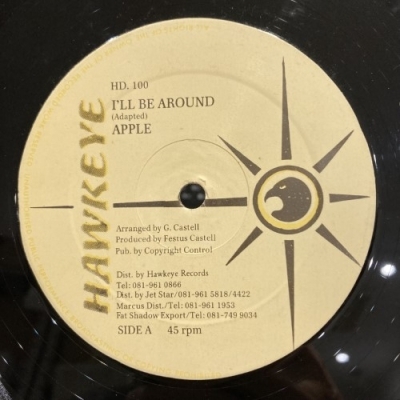 HAWKEYE
HD. 100
I'LL BE AROUND
(Adapted)
APPLE
Arranged by G. Castell
Produced by Festus Castell
Pub. by Copyright Control
Dist. by Hawkeye Records
Tel: 081-961 0866
Dist. by Jet Star/081-961 5818/4422
Marcus Dist./Tel: 081-961 1953
Fat Shadow Export/Tel: 081-749 9034
SIDE A 45 rpm